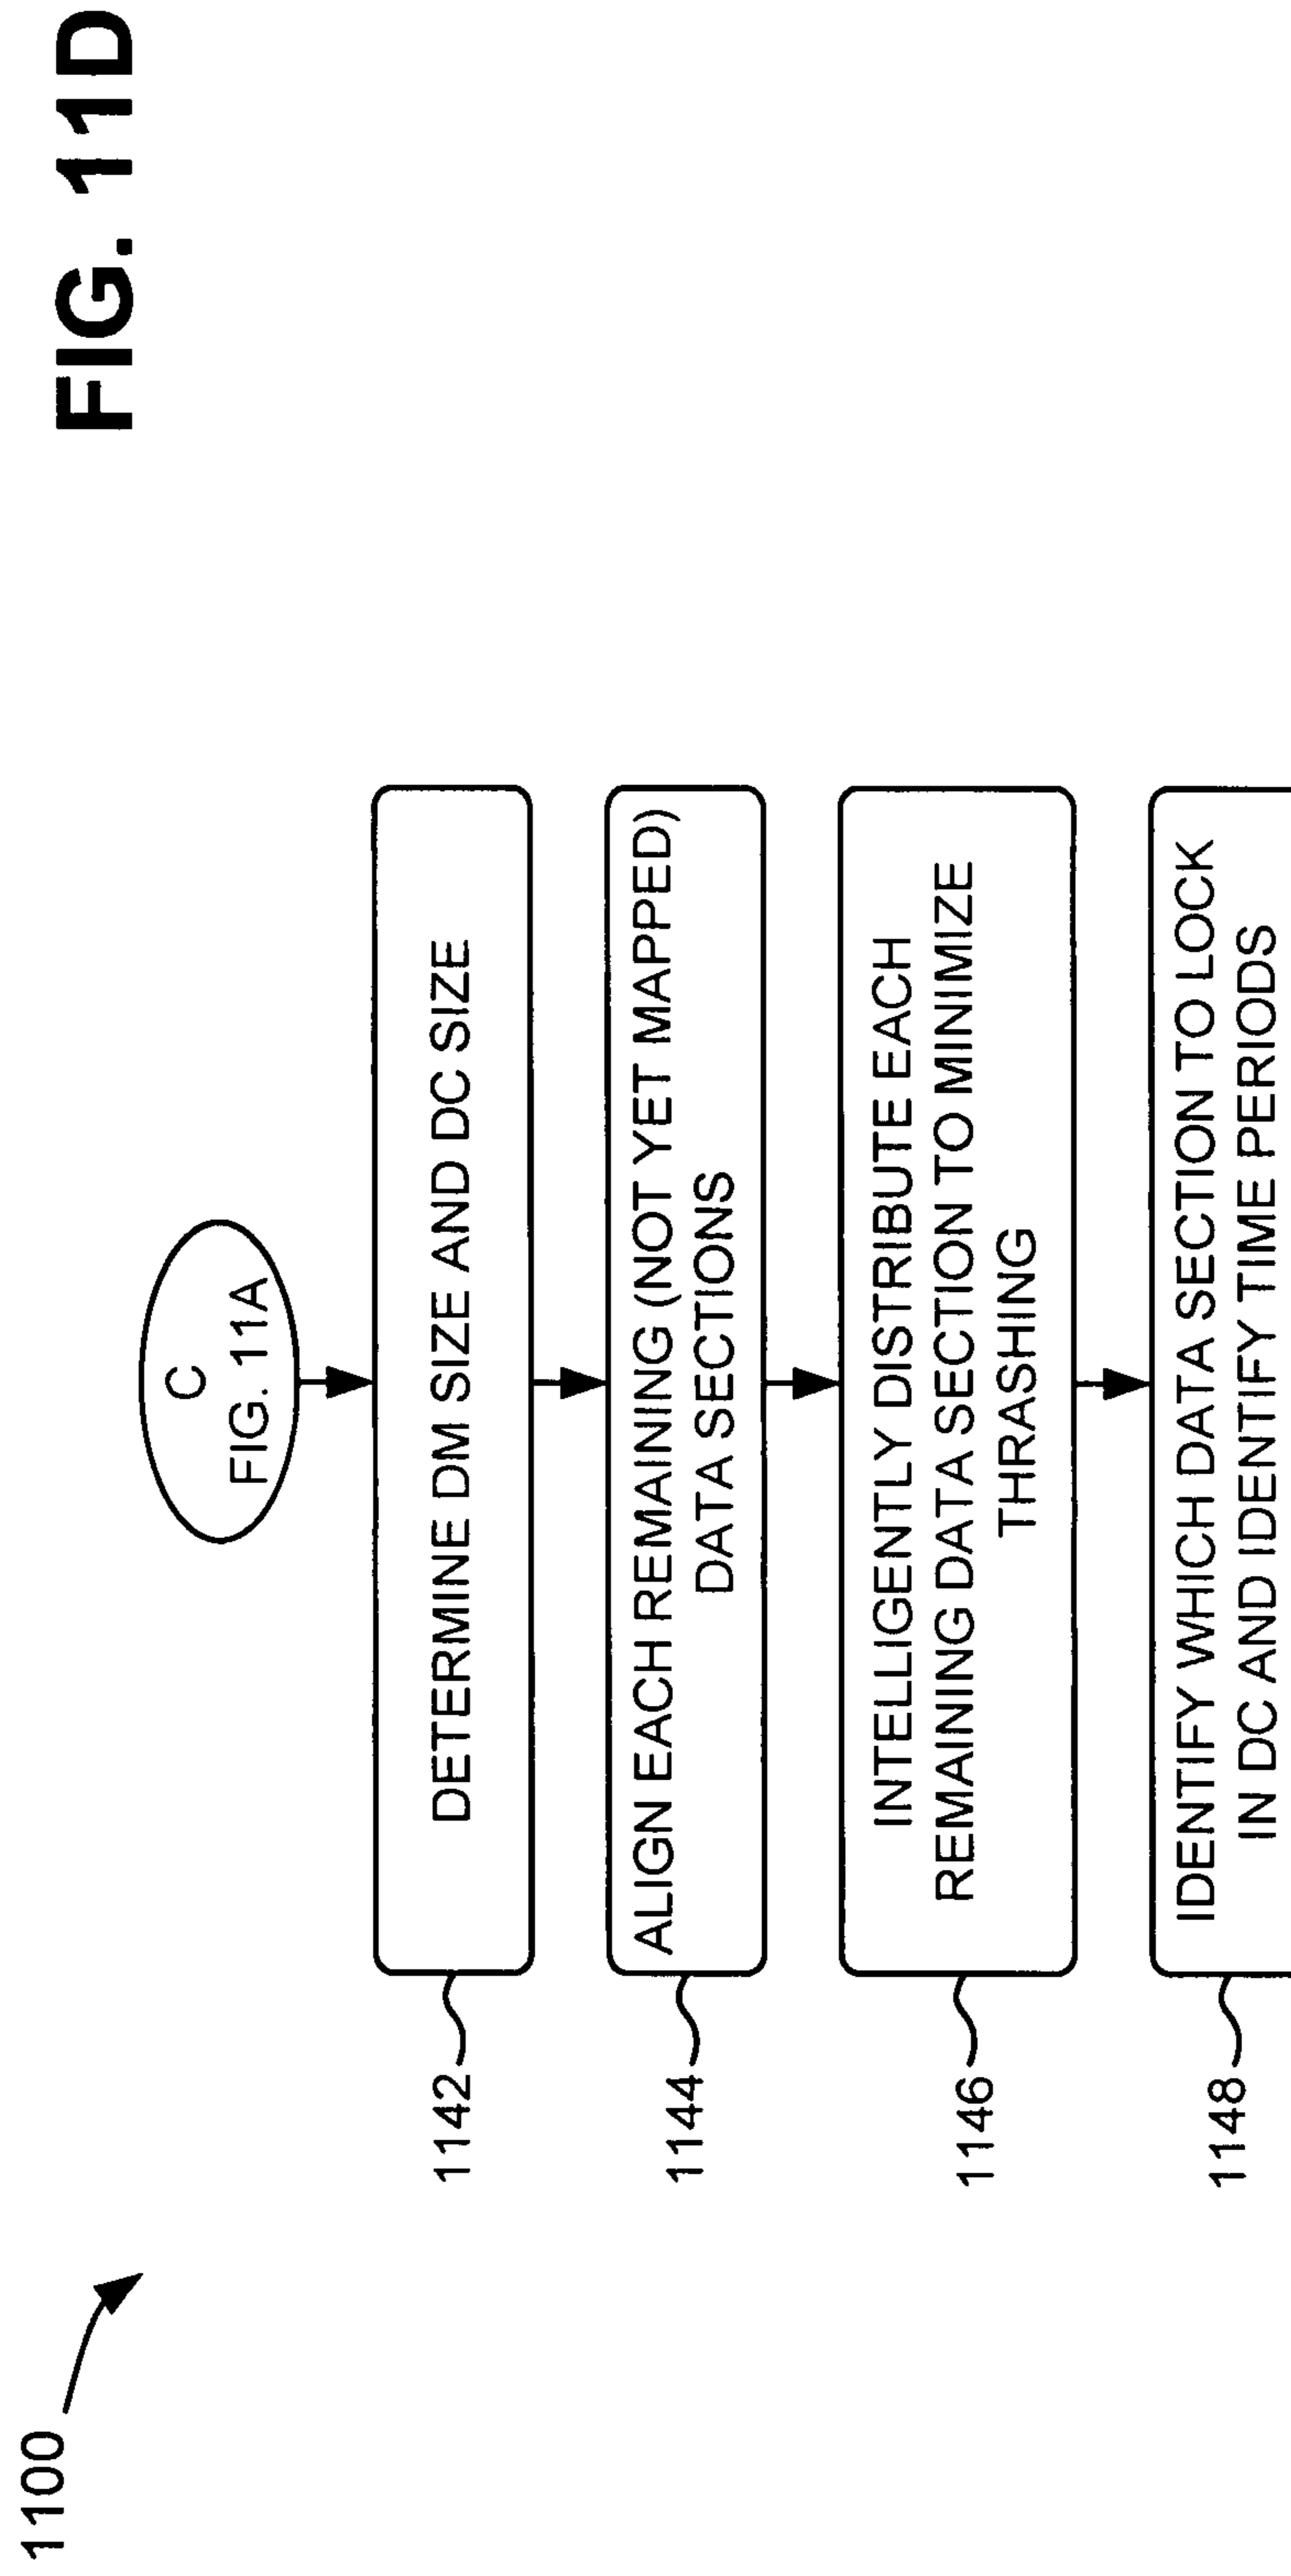 FIG. 11D
1100
C
FIG. 11A
1142
DETERMINE DM SIZE AND DC SIZE
1144
ALIGN EACH REMAINING (NOT YET MAPPED)
DATA SECTIONS
1146
INTELLIGENTLY DISTRIBUTE EACH
REMAINING DATA SECTION TO MINIMIZE
THRASHING
1148
IDENTIFY WHICH DATA SECTION TO LOCK
IN DC AND IDENTIFY TIME PERIODS